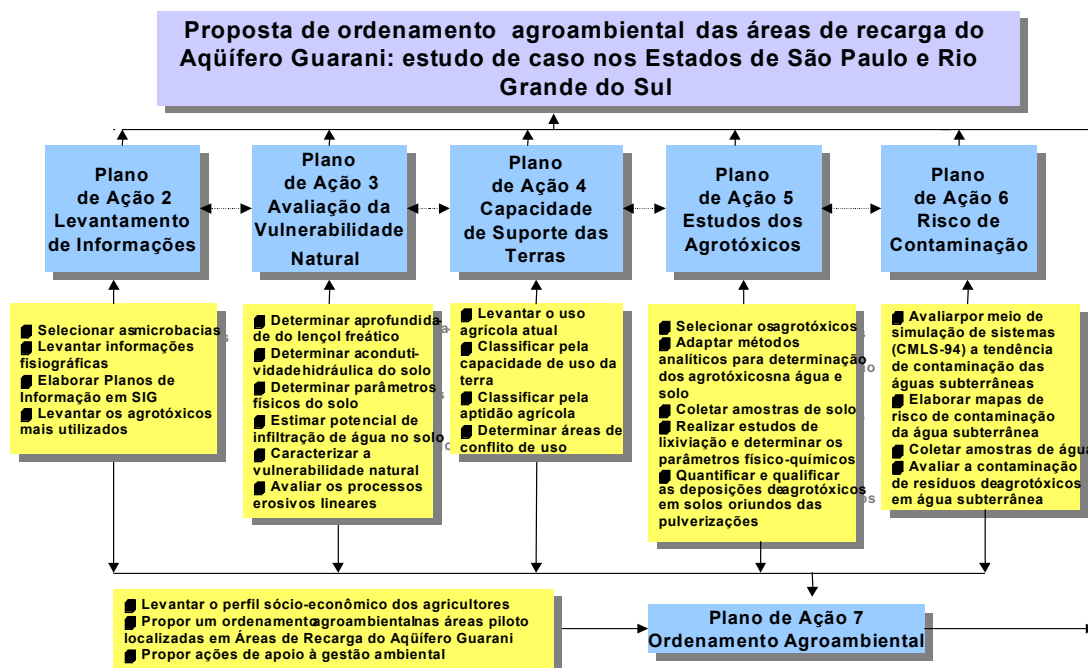 Proposta de ordenamento agroambiental das áreas de recarga do
Aqüífero Guarani: estudo de caso nos Estados de São Paulo e Rio
Grande do Sul
Plano
de Ação 2
Levantamento
de Informações
Plano
de Ação 3
Avaliação da
Vulnerabilidade
Natural
Plano
de Ação 4
Capacidade
de Suporte das
Terras
Plano
de Ação 5
Estudos dos
Agrotóxicos
Plano
de Ação 6
Risco de
Contaminação
Selecionar asmicrobacias
Levantar informações
fisiográficas
Elaborar Planos de
Informação em SIG
Levantar os agrotóxicos
mais utilizados
Determinar aprofundida-
de do lençol freático
Determinar aconduti-
vidadehidráulica do solo
Determinar parâmetros
físicos do solo
Estimar potencial de
infiltração de água no solo
Caracterizar a
vulnerabilidade natural
Avaliar os processos
erosivos lineares
Levantar o uso
agrícola atual
Classificar pela
capacidade de uso da
terra
Classificar pela
aptidão agrícola
Determinar áreas de
conflito de uso
Selecionar osagrotóxicos
Adaptar métodos
analíticos para determinação
dos agrotóxicosna água e
solo
Coletar amostras de solo
Realizar estudos de
lixiviação e determinar os
parâmetros físico-químicos
Quantificar e qualificar
as deposições deagrotóxicos
em solos oriundos das
pulverizações
Avaliarpor meio de
simulação de sistemas
(CMLS-94) a tendência
de contaminação das
águas subterrâneas
Elaborar mapas de
risco de contaminação
da água subterrânea
Coletar amostras de água
Avaliar a contaminação
de resíduos deagrotóxicos
em água subterrânea
Levantar o perfil sócio-econômico dos agricultores
Propor um ordenamentoagroambientalnas áreas piloto
localizadas em Áreas de Recarga do Aqüífero Guarani
Propor ações de apoio à gestão ambiental
Plano de Ação 7
Ordenamento Agroambiental